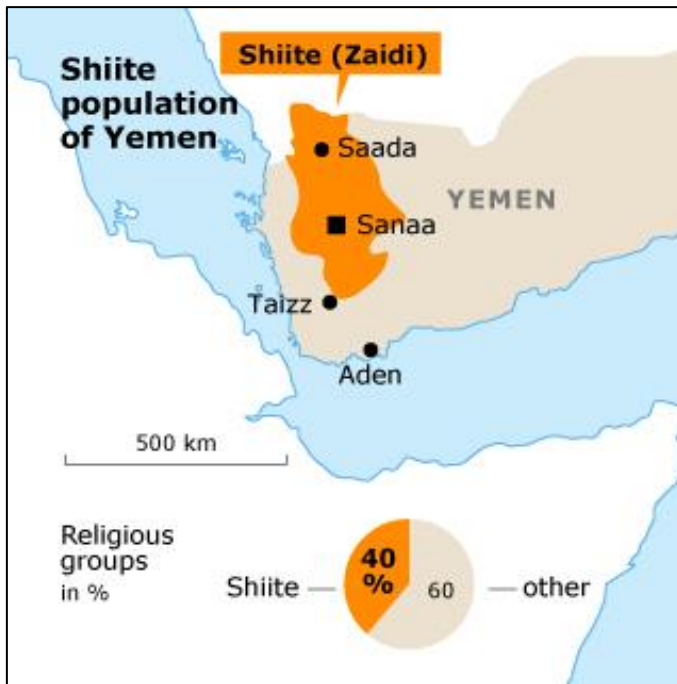 Shiite (Zaidi)
Shiite
population
of Yemen
Saada
YEMEN
Sanaa
Taizz
Aden
500 km
Religious
groups
in %
Shiite
40
%
60
other